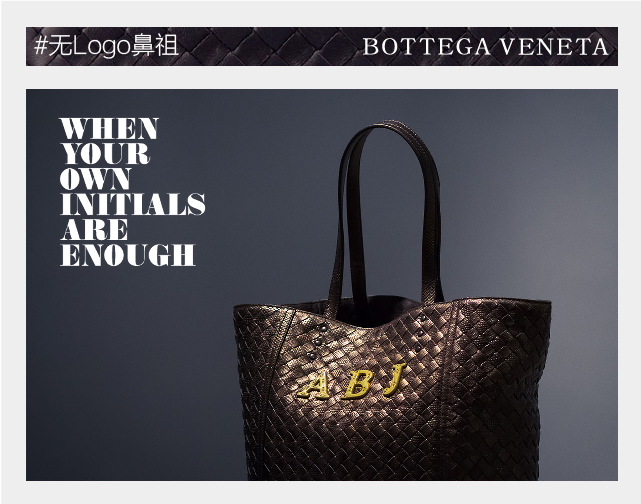 #无Logo鼻祖
BOTTEGA VENETA
WHEN
YOUR
OWN
INITIALS
ARE
ENOUGH
ABJ